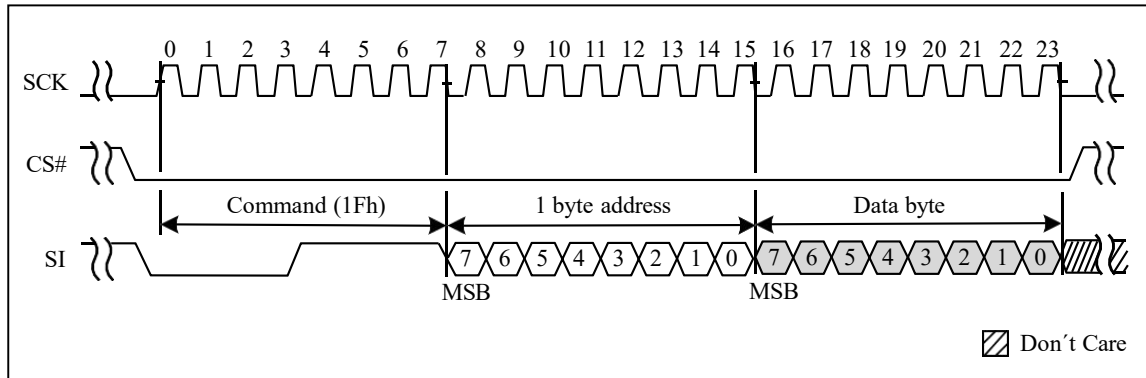 0 1 2 3 4 5 6 7 8 9 10 11 12 13 14 15 16 17 18 19 20 21 22 23
SCK
CS#
Command (1Fh) 1 byte address Data byte
SI 7 6 5 4 3 2 1 0 7 6 5 4 3 2 1 0
MSB MSB
Don´t Care